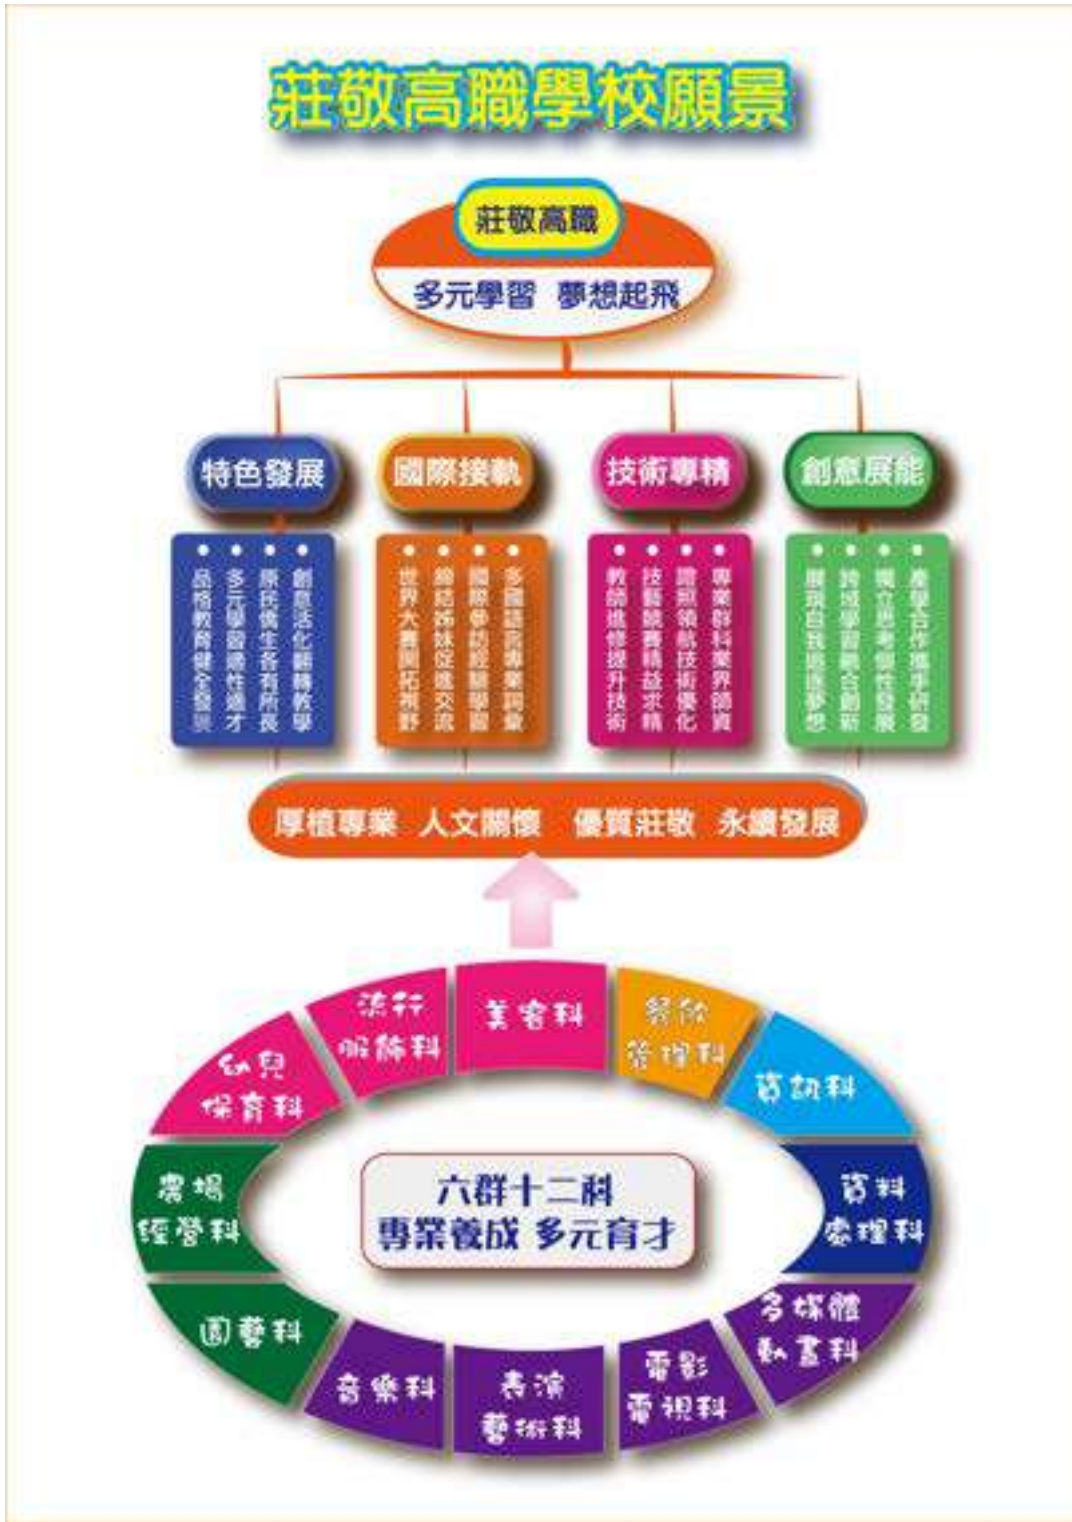 莊敬高職學校願景
莊敬高職
多元學習 夢想起飛
特色發展
國際接軌
技術專精
創意展能
創意活化翻轉教學
原民僑生各有所長
多元學習適性適才
品格教育健全發展
多國語言專業詞彙
國際參訪經驗學習
締結姊妹促進交流
世界大賽開拓視野
專業群科業界師資
證照領航技術優化
技藝競賽精益求精
教師進修提升技術
產學合作攜手研發
獨立思考個性發展
跨域學習融合創新
展現自我追逐夢想
厚植專業 人文關懷 優質莊敬 永續發展
美容科
餐飲
管理科
資訊科
資料
處理科
多媒體
動畫科
電影
電視科
表演
藝術科
音樂科
園藝科
農場
經營科
幼兒
保育科
流行
服飾科
六群十二科
專業養成 多元育才